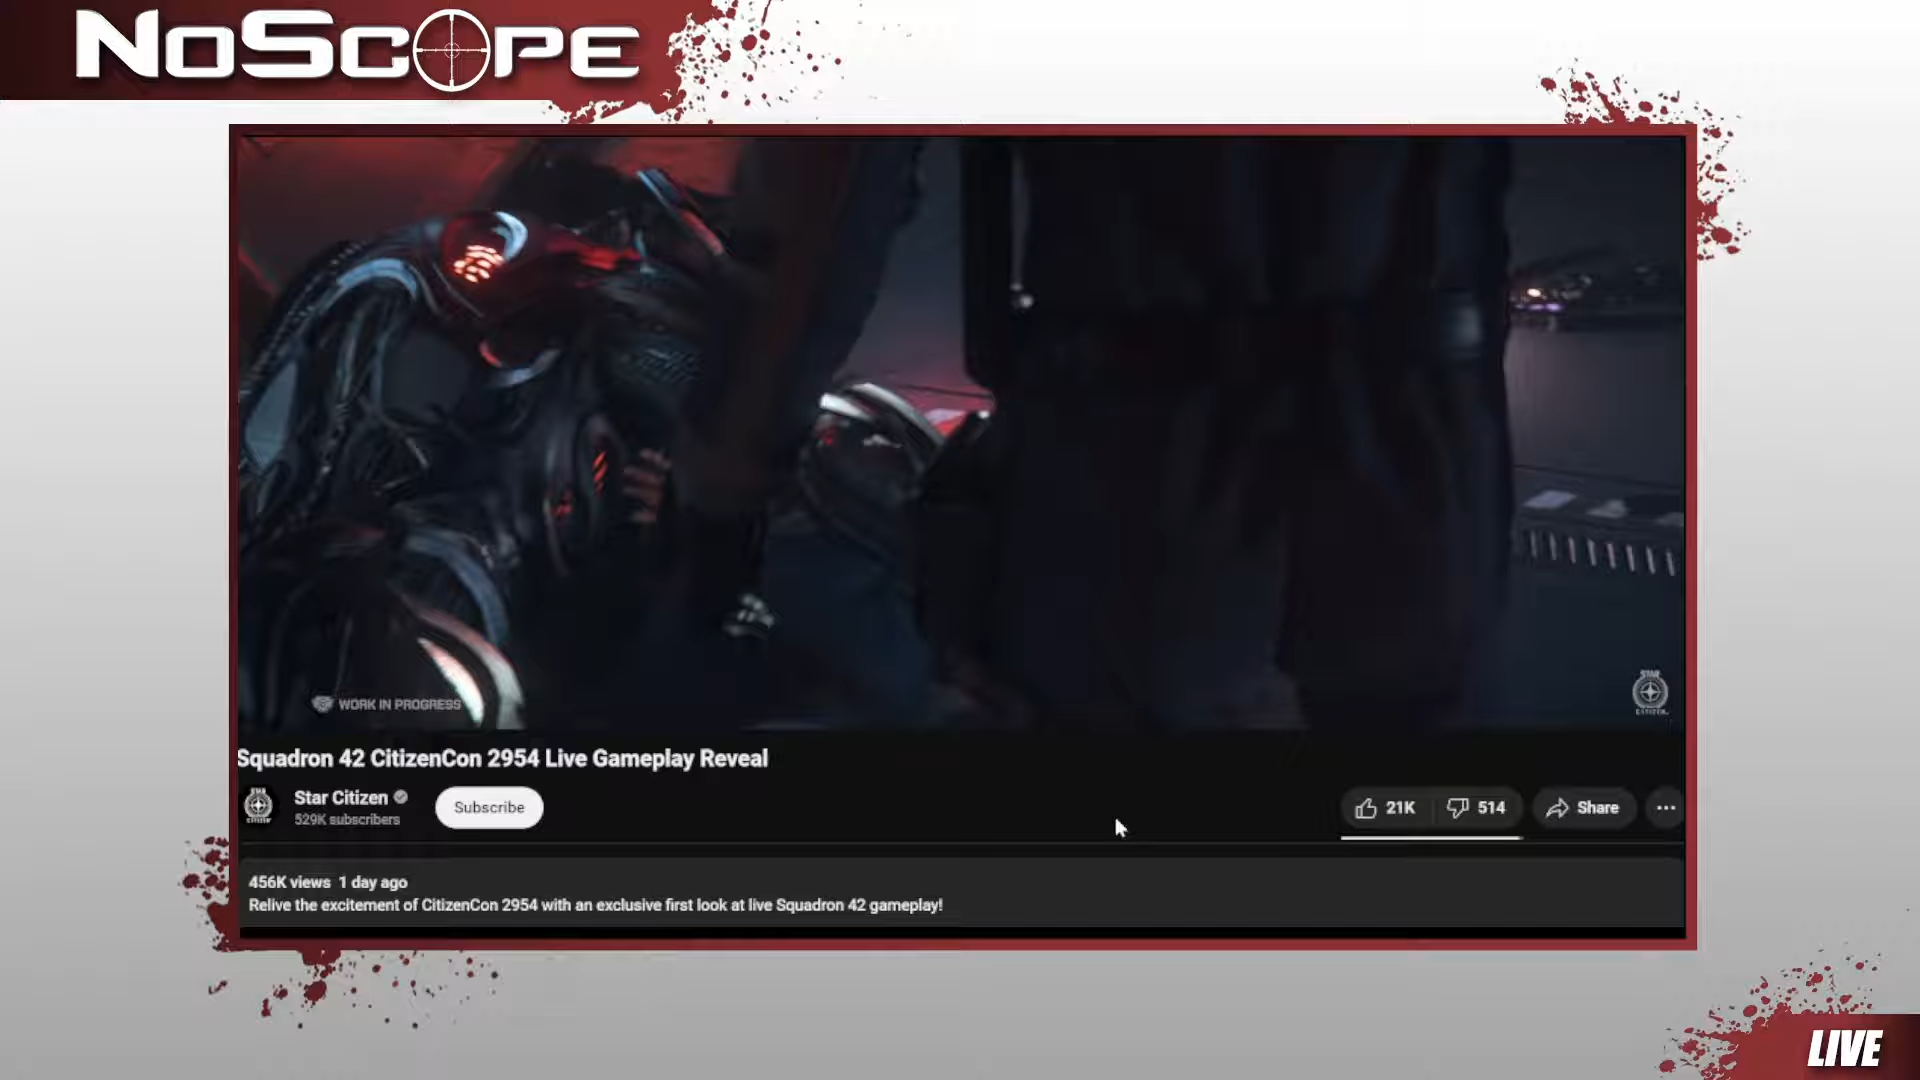 NoScope
WORK IN PROGRESS
STAR
CITIZEN
Squadron 42 CitizenCon 2954 Live Gameplay Reveal
Star Citizen
529K subscribers
Subscribe
21K
514
Share
456K views 1 day ago
Relive the excitement of CitizenCon 2954 with an exclusive first look at live Squadron 42 gameplay!
LIVE